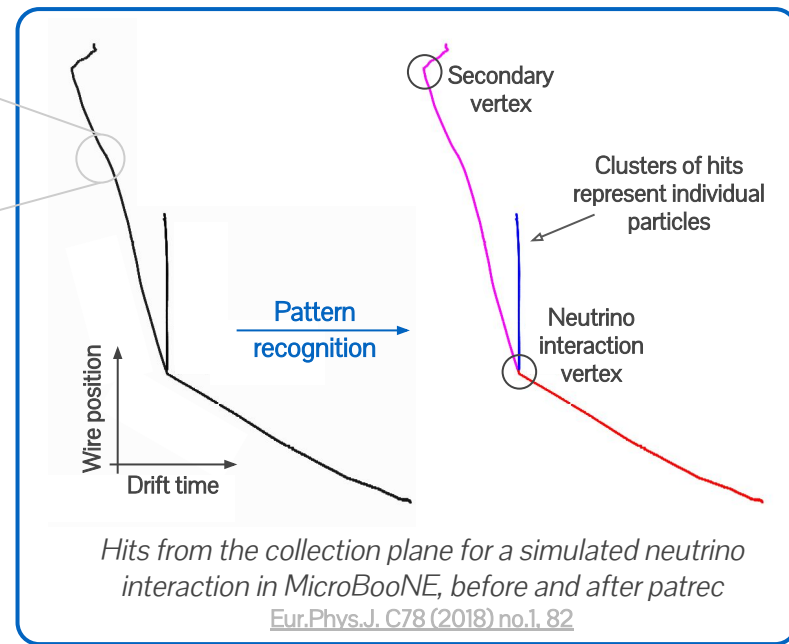 Secondary
vertex
Clusters of hits
represent individual
particles
Pattern
recognition
Neutrino
interaction
vertex
Wire position
Drift time
Hits from the collection plane for a simulated neutrino
interaction in MicroBooNE, before and after patrec
Eur.Phys.J. C78 (2018) no.1, 82